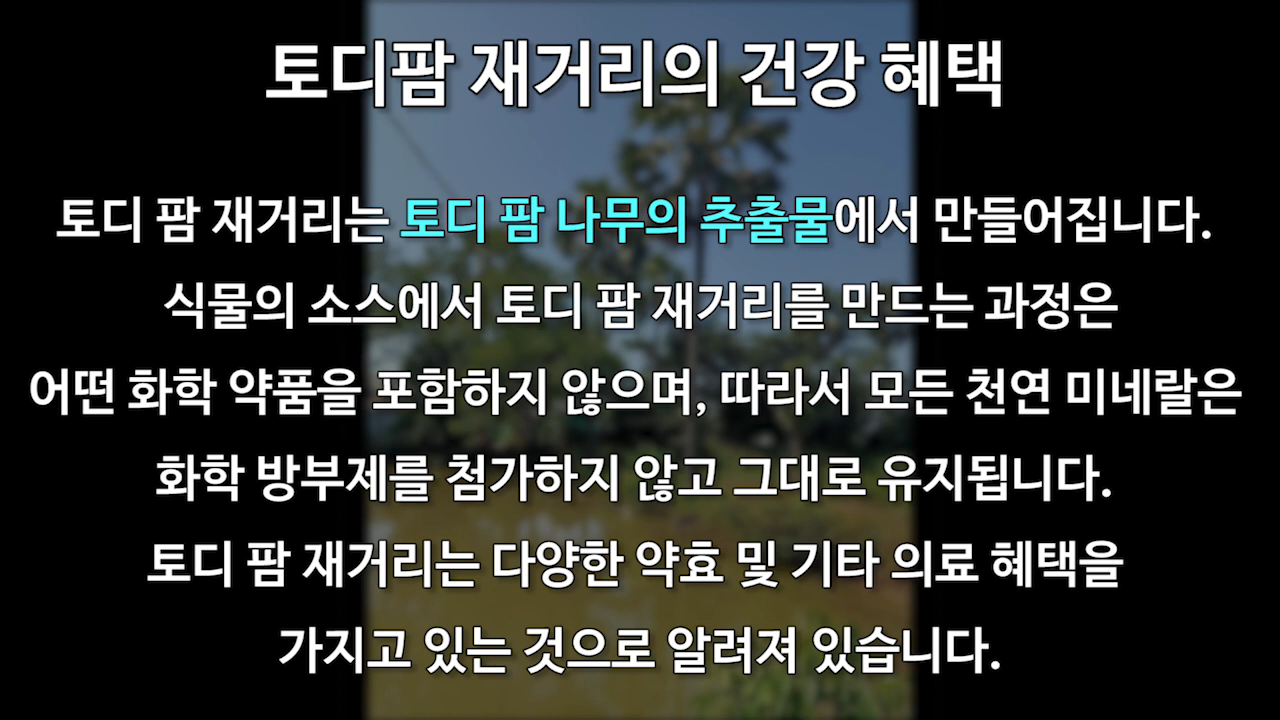 토디팜 재거리의 건강 혜택
토디 팜 재거리는 토디 팜 나무의 추출물에서 만들어집니다.
식물의 소스에서 토디 팜 재거리를 만드는 과정은
어떤 화학 약품을 포함하지 않으며, 따라서 모든 천연 미네랄은
화학 방부제를 첨가하지 않고 그대로 유지됩니다.
토디 팜 재거리는 다양한 약효 및 기타 의료 혜택을
가지고 있는 것으로 알려져 있습니다.